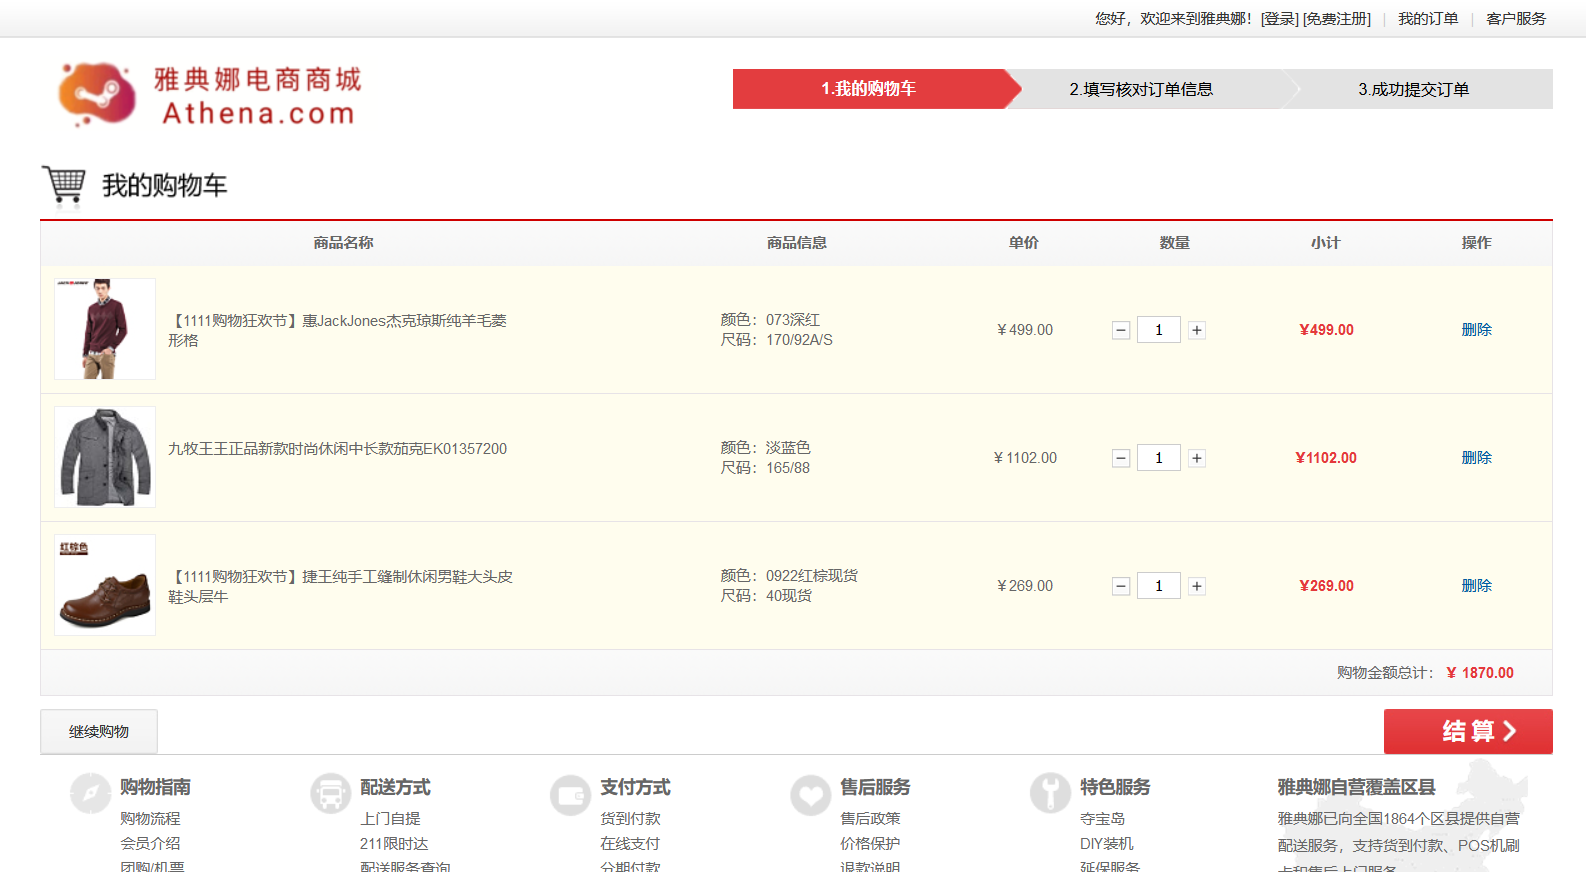 您好，欢迎来到雅典娜！[登录] [免费注册] | 我的订单 | 客户服务
雅典娜电商商城
Athena.com
1.我的购物车 2.填写核对订单信息 3.成功提交订单
我的购物车
商品名称 商品信息 单价 数量 小计 操作
JACK JONES
【1111购物狂欢节】惠JackJones杰克琼斯纯羊毛菱
形格
颜色：073深红
尺码：170/92A/S
￥499.00 − 1 + ¥499.00 删除
九牧王王正品新款时尚休闲中长款茄克EK01357200
颜色：淡蓝色
尺码：165/88
￥1102.00 − 1 + ¥1102.00 删除
红棕色
【1111购物狂欢节】捷王纯手工缝制休闲男鞋大头皮
鞋头层牛
颜色：0922红棕现货
尺码：40现货
￥269.00 − 1 + ¥269.00 删除
购物金额总计： ¥ 1870.00
继续购物 结算
购物指南
购物流程
会员介绍
团购/机票
配送方式
上门自提
211限时达
配送服务查询
支付方式
货到付款
在线支付
分期付款
售后服务
售后政策
价格保护
退款说明
特色服务
夺宝岛
DIY装机
延保服务
雅典娜自营覆盖区县
雅典娜已向全国1864个区县提供自营
配送服务，支持货到付款、POS机刷
卡和售后上门服务